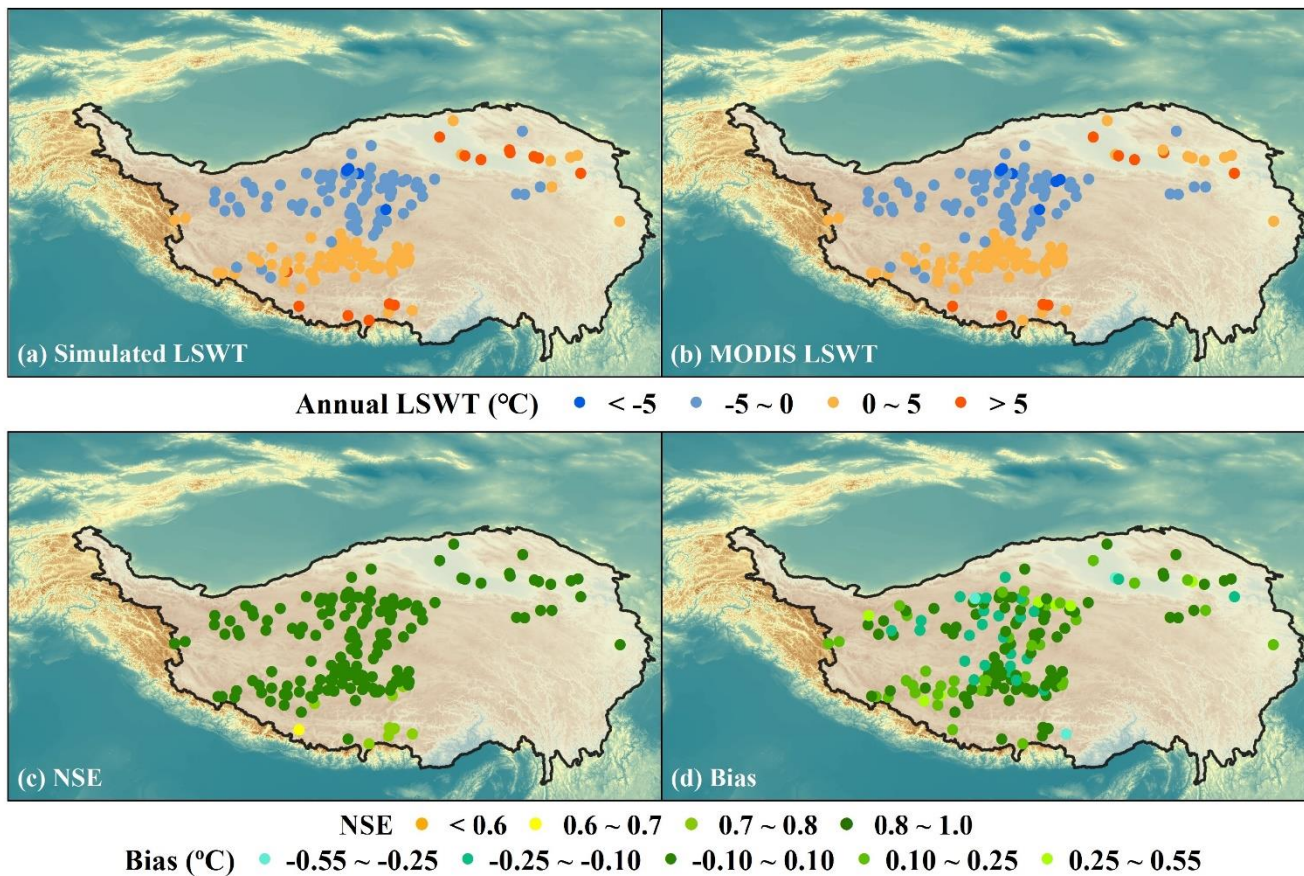 (a) Simulated LSWT
(b) MODIS LSWT
Annual LSWT (°C) < -5 -5 ~ 0 0 ~ 5 > 5
(c) NSE
(d) Bias
NSE < 0.6 0.6 ~ 0.7 0.7 ~ 0.8 0.8 ~ 1.0
Bias (°C) -0.55 ~ -0.25 -0.25 ~ -0.10 -0.10 ~ 0.10 0.10 ~ 0.25 0.25 ~ 0.55